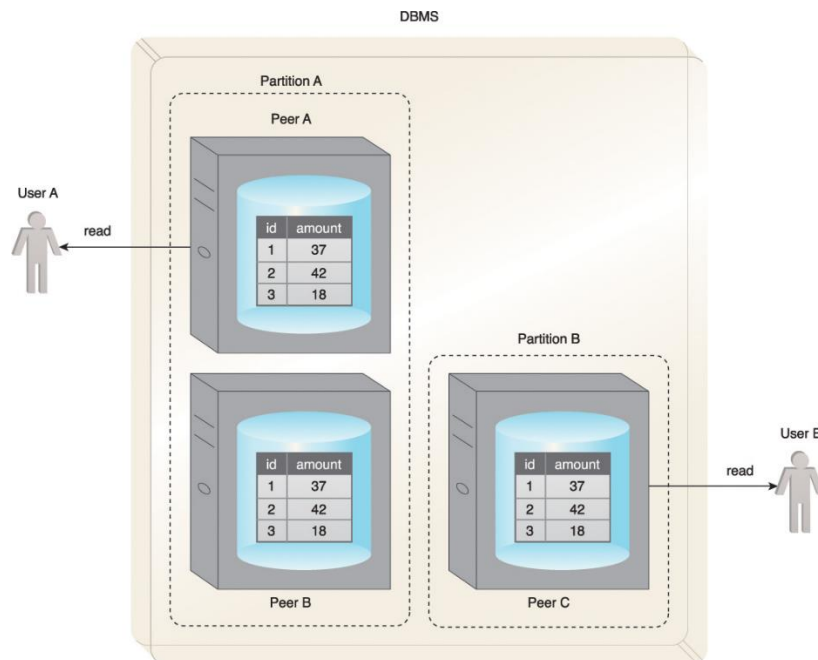 DBMS
Partition A
Peer A
User A
read
id amount
1 37
2 42
3 18
Partition B
User B
read
id amount
1 37
2 42
3 18
id amount
1 37
2 42
3 18
Peer B
Peer C